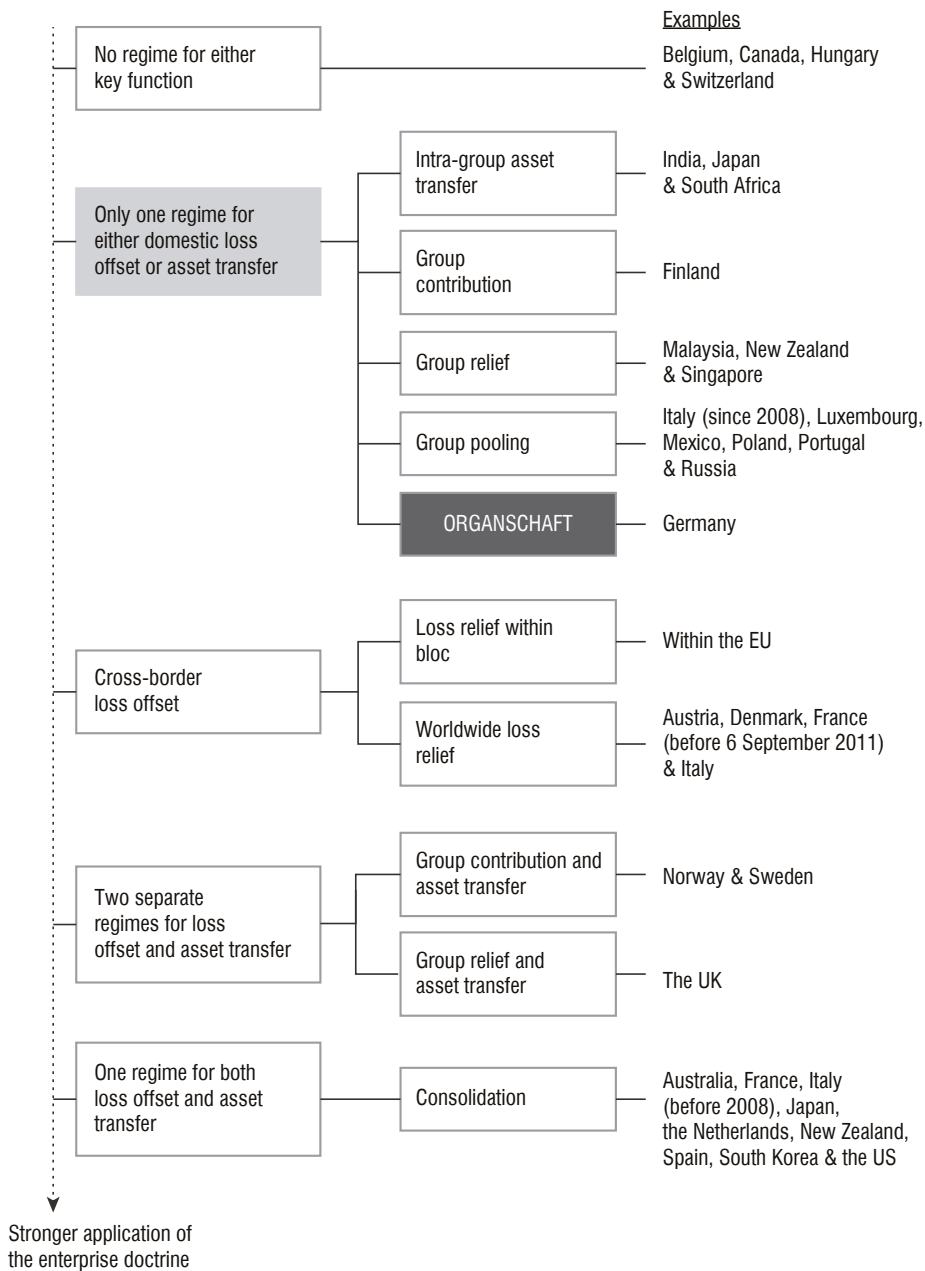 Examples
No regime for either
key function
Belgium, Canada, Hungary
& Switzerland
Only one regime for
either domestic loss
offset or asset transfer
Intra-group asset
transfer
India, Japan
& South Africa
Group
contribution
Finland
Group relief
Malaysia, New Zealand
& Singapore
Group pooling
Italy (since 2008), Luxembourg,
Mexico, Poland, Portugal
& Russia
ORGANSCHAFT
Germany
Cross-border
loss offset
Loss relief within
bloc
Within the EU
Worldwide loss
relief
Austria, Denmark, France
(before 6 September 2011)
& Italy
Two separate
regimes for loss
offset and asset transfer
Group contribution and
asset transfer
Norway & Sweden
Group relief and
asset transfer
The UK
One regime for both
loss offset and asset
transfer
Consolidation
Australia, France, Italy
(before 2008), Japan,
the Netherlands, New Zealand,
Spain, South Korea & the US
Stronger application of
the enterprise doctrine